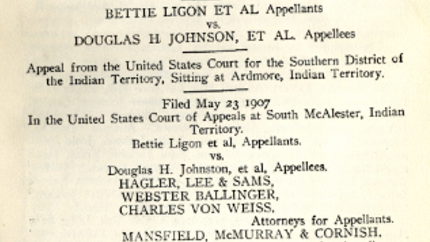 BETTIE LIGON ET AL Appellants
vs.
DOUGLAS H. JOHNSON, ET AL. Appellees
Appeal from the United States Court for the Southern District of
the Indian Territory, Sitting at Ardmore, Indian Territory.
Filed May 23 1907
In the United States Court of Appeals at South McAlester, Indian
Territory.
Bettie Ligon et al, Appellants.
vs.
Douglas H. Johnston, et al, Appellees.
HAGLER, LEE & SAMS,
WEBSTER BALLINGER,
CHARLES VON WEISS,
Attorneys for Appellants.
MANSFIELD, McMURRAY & CORNISH,